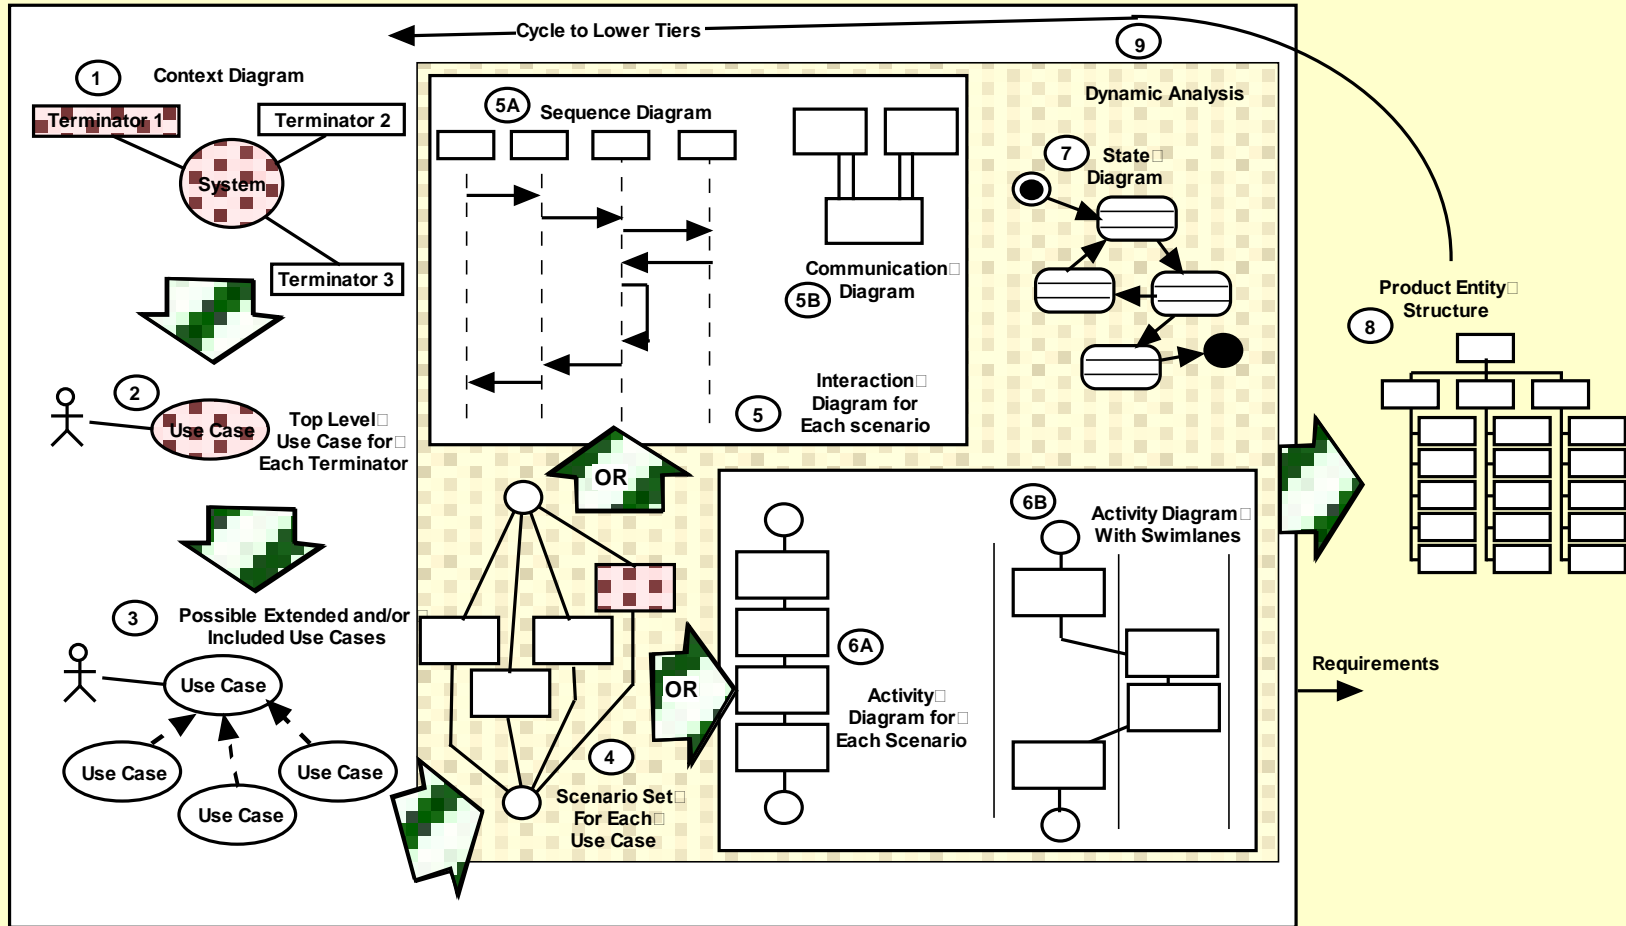 Cycle to Lower Tiers
9
1
Context Diagram
Terminator 1
Terminator 2
System
Terminator 3
2
Use Case
Top Level
Use Case for
Each Terminator
3
Possible Extended and/or
Included Use Cases
Use Case
Use Case
Use Case
Use Case
5A
Sequence Diagram
Communication
Diagram
5B
Interaction
Diagram for
Each scenario
5
Dynamic Analysis
7
State
Diagram
OR
OR
4
Scenario Set
For Each
Use Case
6A
Activity
Diagram for
Each Scenario
6B
Activity Diagram
With Swimlanes
Product Entity
Structure
8
Requirements